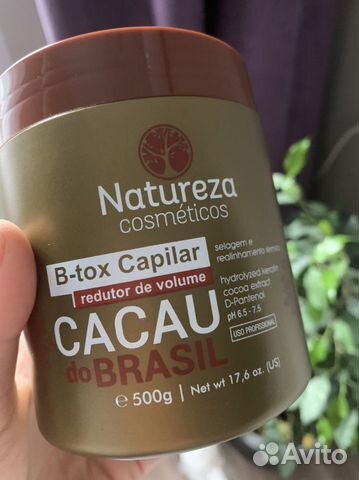 Natureza
cosméticos
B-tox Capilar
redutor de volume
selagem e
realinhamento térmico
CACAU
do BRASIL
hydrolyzed keratin
cocoa extract
D-Pantenol
pH 6.5 - 7.5
USO PROFISSIONAL
e 500g | Net wt 17,6 oz. (US)
Avito